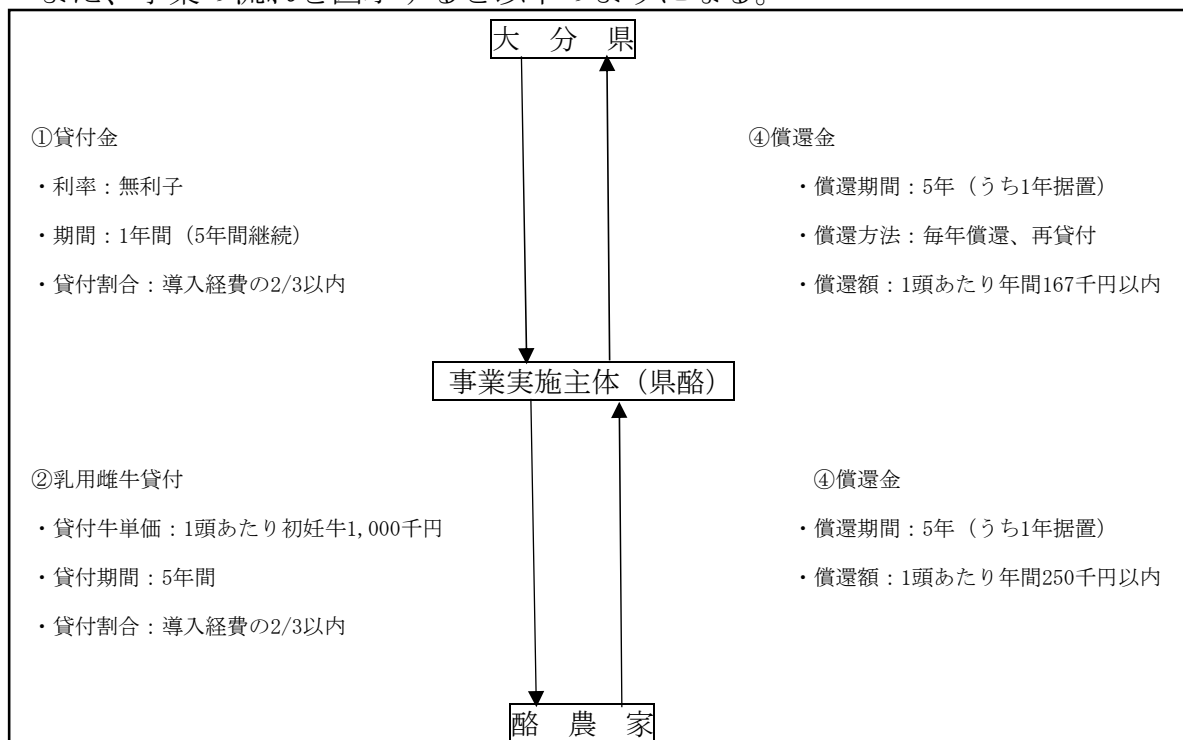 大　分　県
①貸付金
・利率：無利子
・期間：1年間（5年間継続）
・貸付割合：導入経費の2/3以内
④償還金
・償還期間：5年（うち1年据置）
・償還方法：毎年償還、再貸付
・償還額：1頭あたり年間167千円以内
事業実施主体（県酪）
②乳用雌牛貸付
・貸付牛単価：1頭あたり初妊牛1,000千円
・貸付期間：5年間
・貸付割合：導入経費の2/3以内
④償還金
・償還期間：5年（うち1年据置）
・償還額：1頭あたり年間250千円以内
酪　農　家